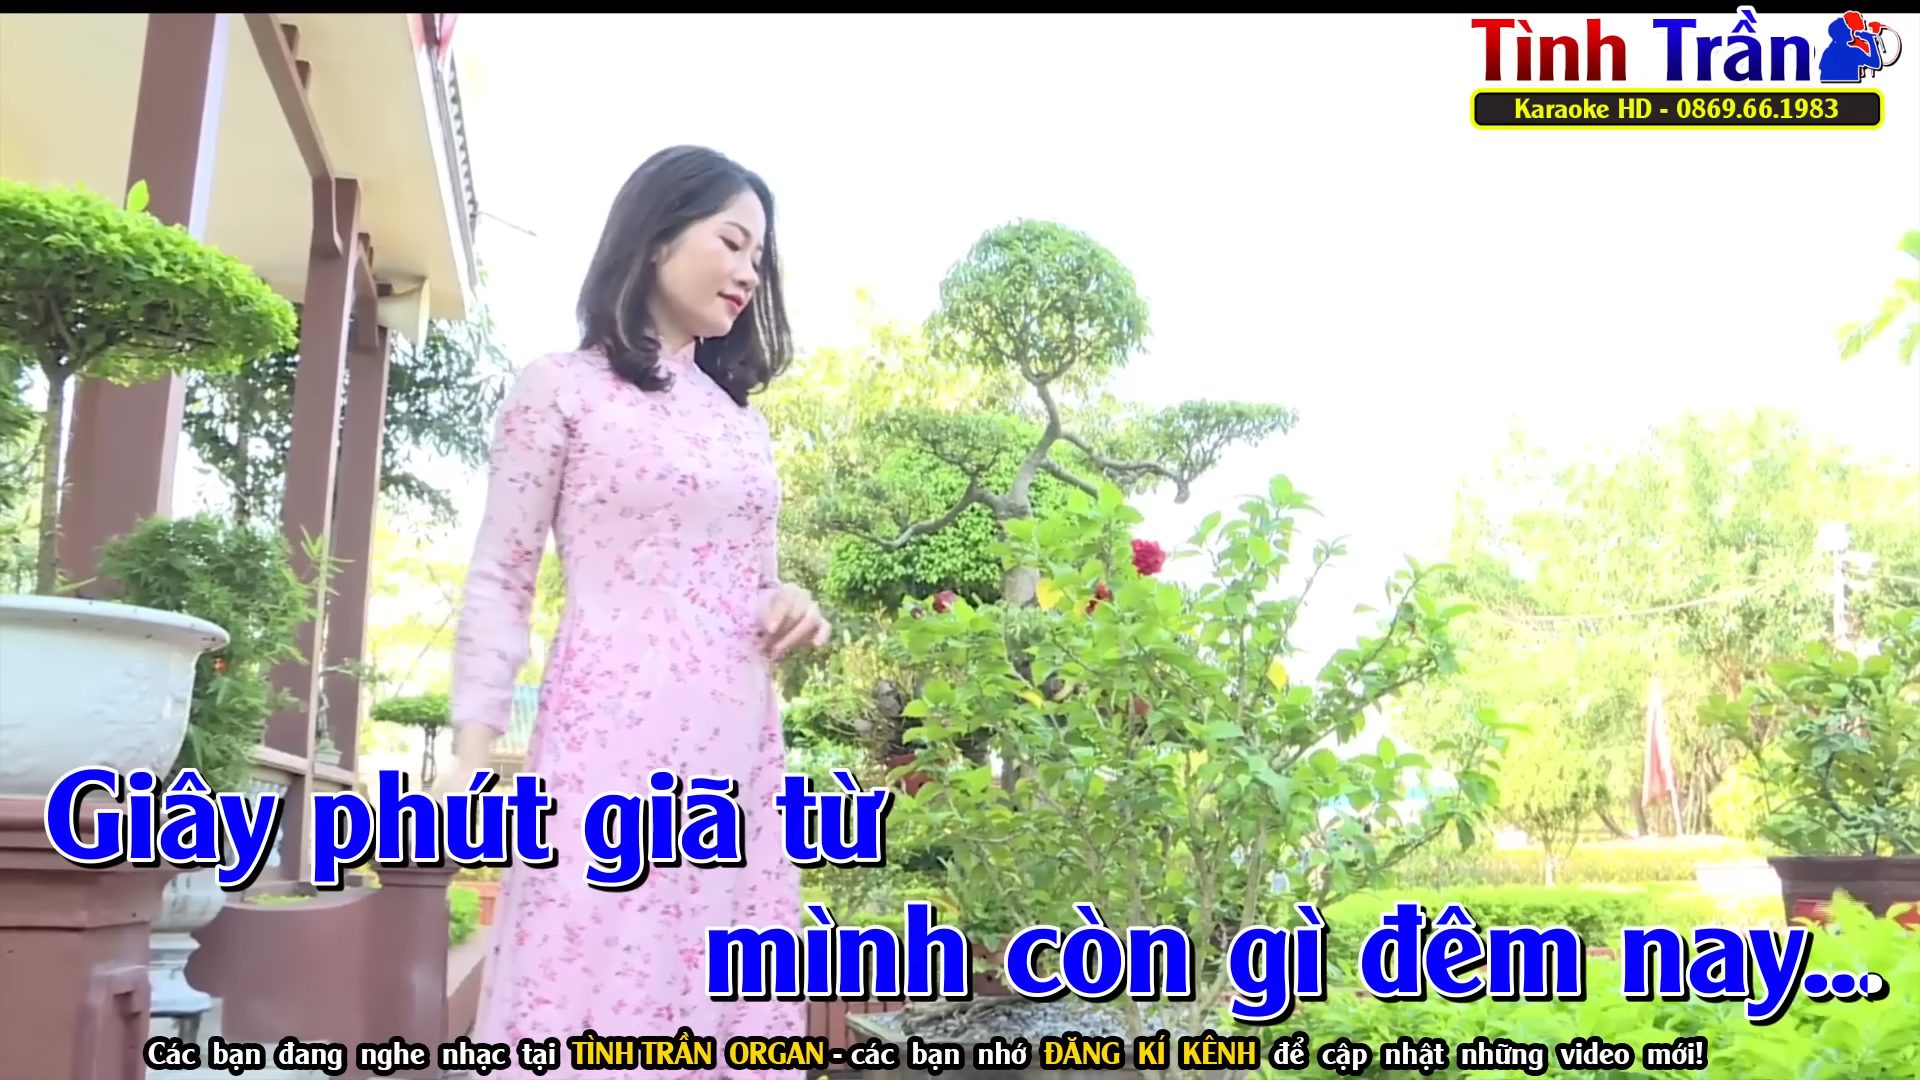 Tình Trần
Karaoke HD - 0869.66.1983
Giây phút giã từ
mình còn gì đêm nay...
Các bạn đang nghe nhạc tại TÌNH TRẦN ORGAN - các bạn nhớ ĐĂNG KÍ KÊNH để cập nhật những video mới!